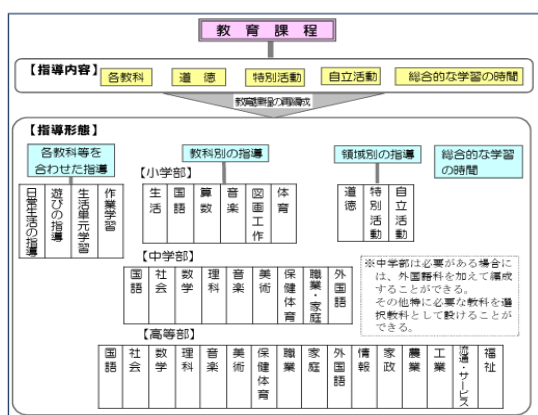 教育課程
【指導内容】
各教科
道徳
特別活動
自立活動
総合的な学習の時間
教育課程の再編成
【指導形態】
各教科等を
合わせた指導
日常生活の指導
遊びの指導
生活単元学習
作業学習
教科別の指導
【小学部】
生活
国語
算数
音楽
図画工作
体育
領域別の指導
道徳
特別活動
自立活動
総合的な学習
の時間
【中学部】
国語
社会
数学
理科
音楽
美術
保健体育
職業・家庭
外国語
※中学部は必要がある場合に
は、外国語科を加えて編成
することができる。
その他特に必要な教科を選
択教科として設けることが
できる。
【高等部】
国語
社会
数学
理科
音楽
美術
保健体育
職業
家庭
外国語
情報
家政
農業
工業
流通・サービス
福祉